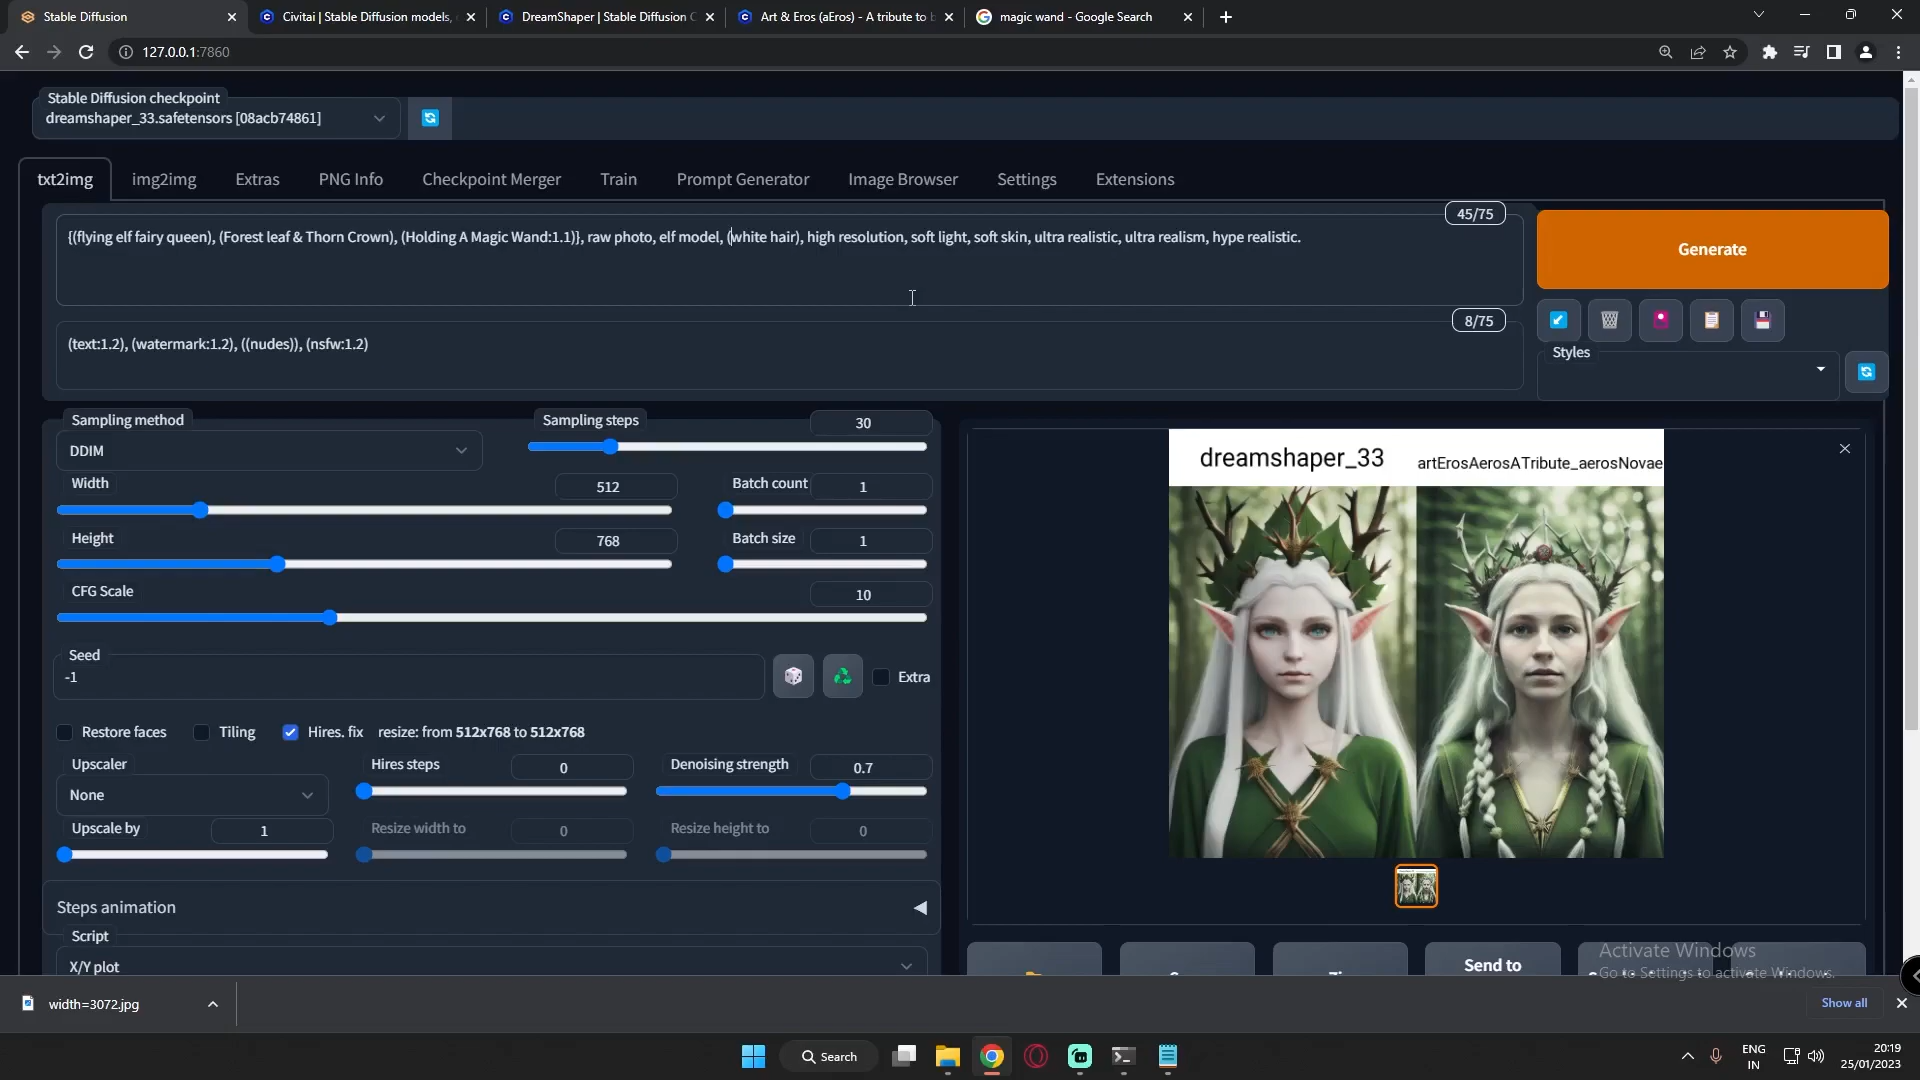 Stable Diffusion
Civitai | Stable Diffusion models,
DreamShaper | Stable Diffusion C
Art & Eros (aEros) - A tribute to b
magic wand - Google Search
127.0.0.1:7860
Stable Diffusion checkpoint
dreamshaper_33.safetensors [08acb74861]
txt2img
img2img
Extras
PNG Info
Checkpoint Merger
Train
Prompt Generator
Image Browser
Settings
Extensions
45/75
{(flying elf fairy queen), (Forest leaf & Thorn Crown), (Holding A Magic Wand:1.1)}, raw photo, elf model, (white hair), high resolution, soft light, soft skin, ultra realistic, ultra realism, hype realistic.
Generate
8/75
(text:1.2), (watermark:1.2), ((nudes)), (nsfw:1.2)
Styles
Sampling method
DDIM
Sampling steps
30
Width
512
Batch count
1
Height
768
Batch size
1
CFG Scale
10
Seed
-1
Extra
Restore faces
Tiling
Hires. fix
resize: from 512x768 to 512x768
Upscaler
None
Hires steps
0
Denoising strength
0.7
Upscale by
1
Resize width to
0
Resize height to
0
Steps animation
Script
X/Y plot
dreamshaper_33
artErosAerosATribute_aerosNovae
Send to
Activate Windows
Go to Settings to activate Windows.
width=3072.jpg
Show all
Search
ENG
IN
20:19
25/01/2023